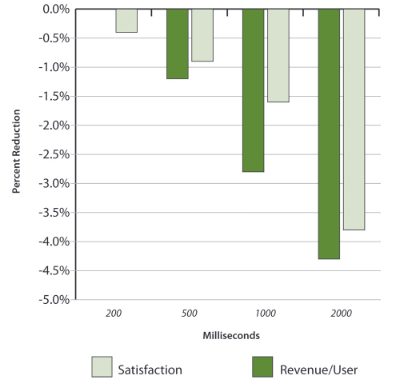 0.0%
-0.5%
-1.0%
-1.5%
-2.0%
-2.5%
-3.0%
-3.5%
-4.0%
-4.5%
-5.0%
Percent Reduction
200 500 1000 2000
Milliseconds
Satisfaction Revenue/User